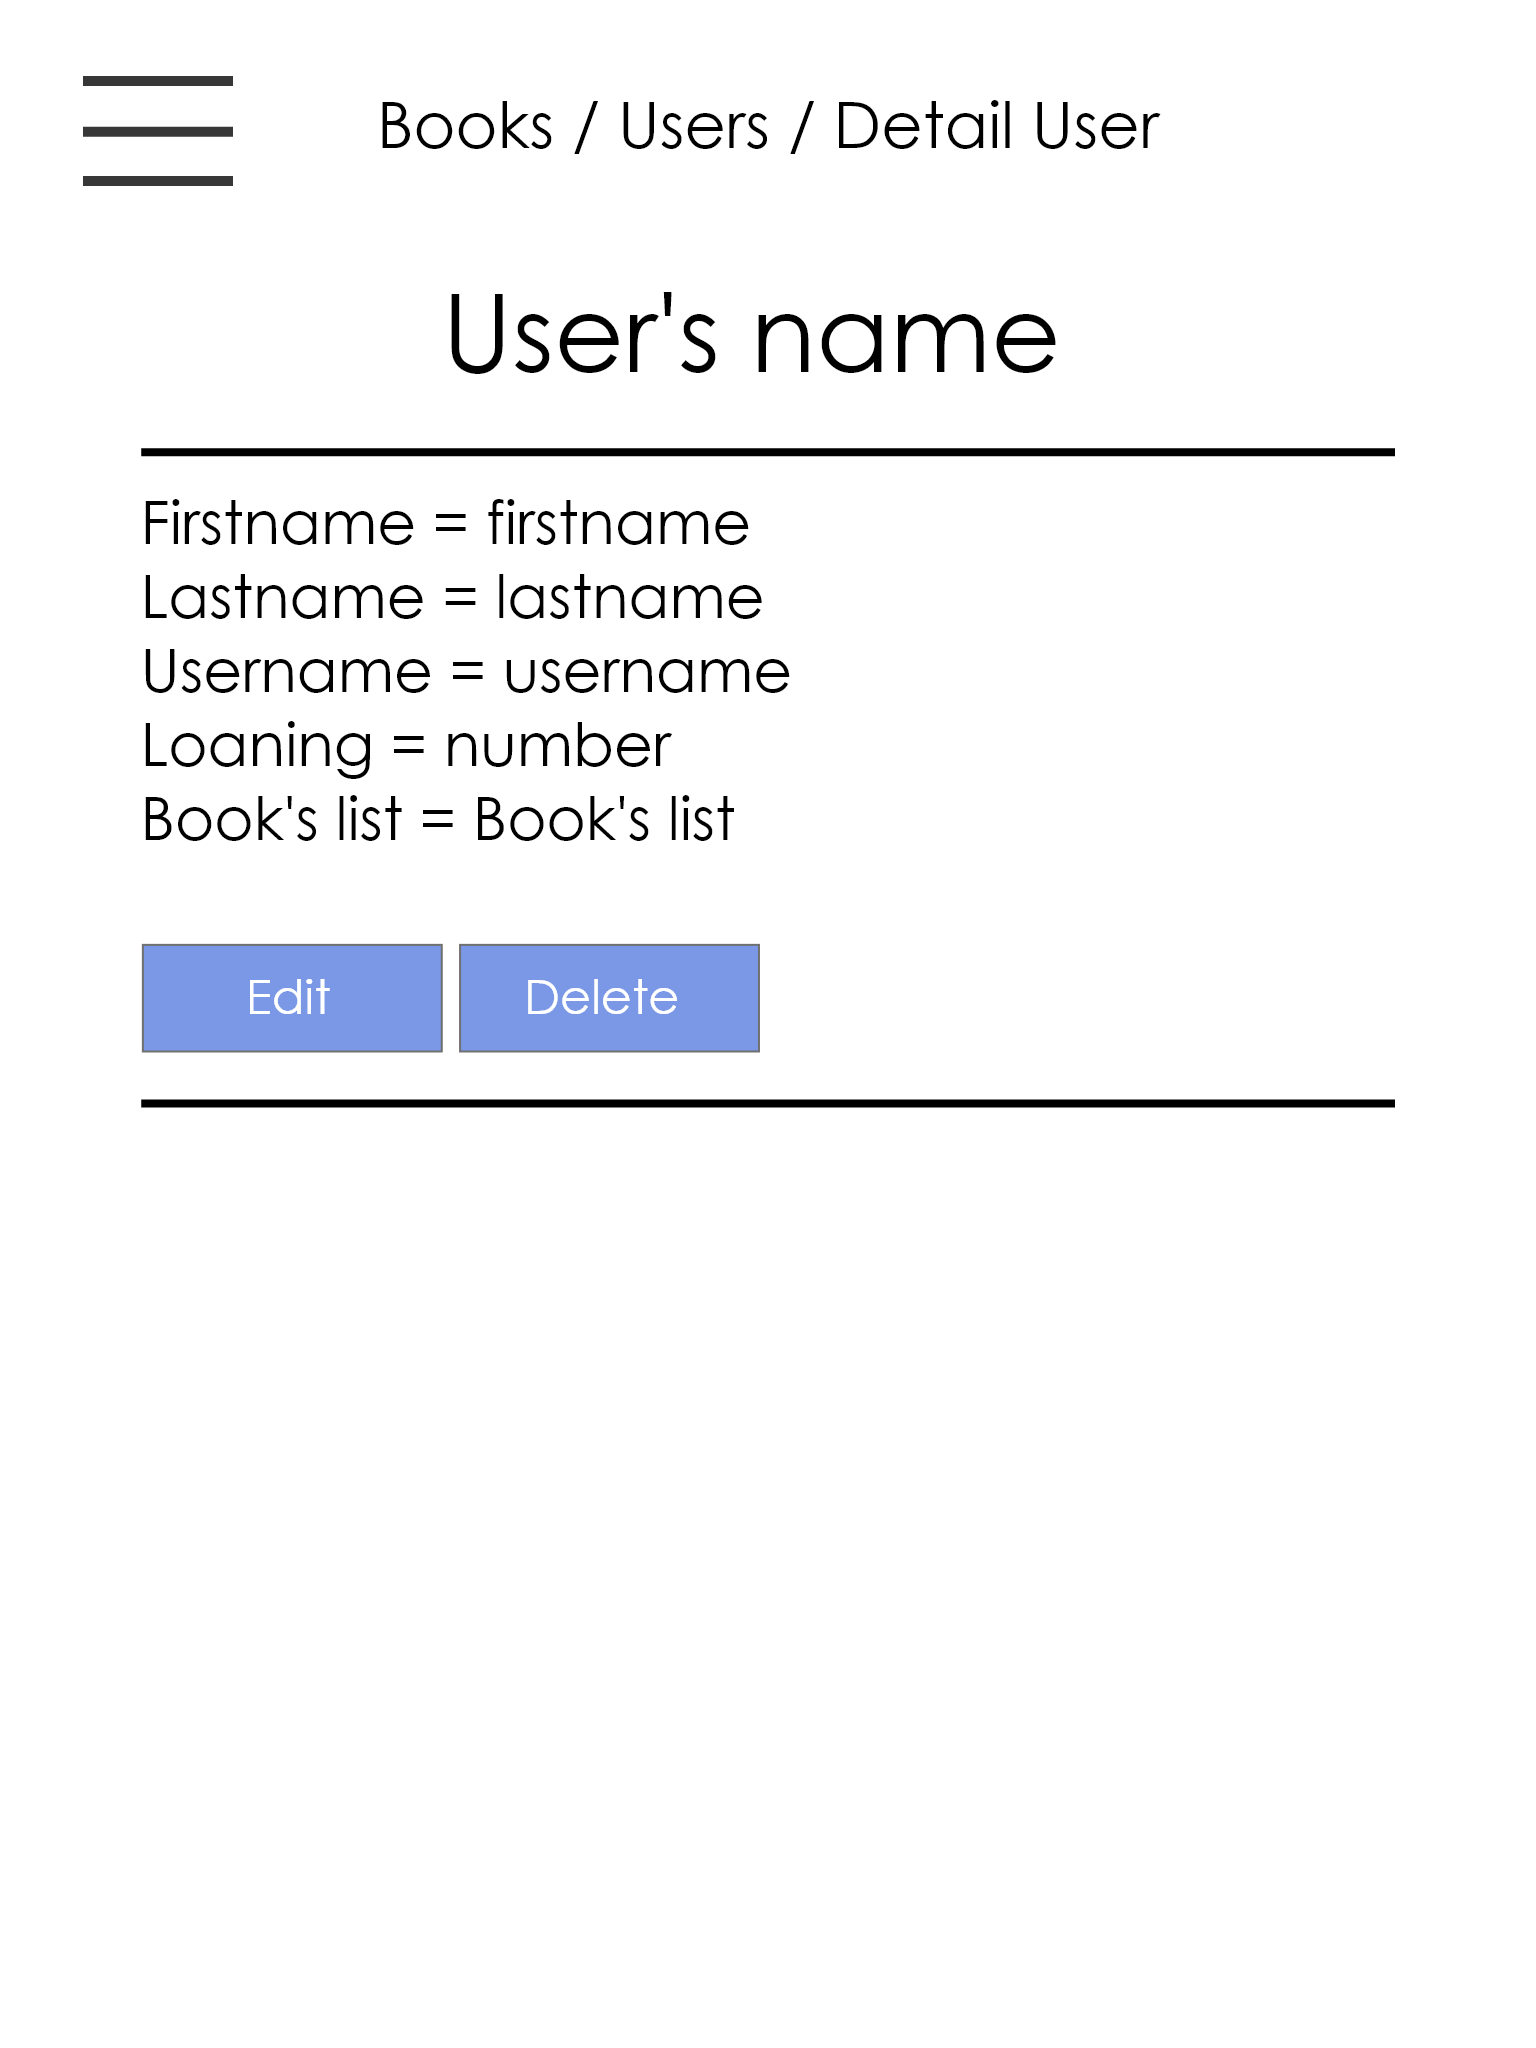 Books / Users / Detail User
User's name
Firstname = firstname
Lastname = lastname
Username = username
Loaning = number
Book's list = Book's list
Edit
Delete